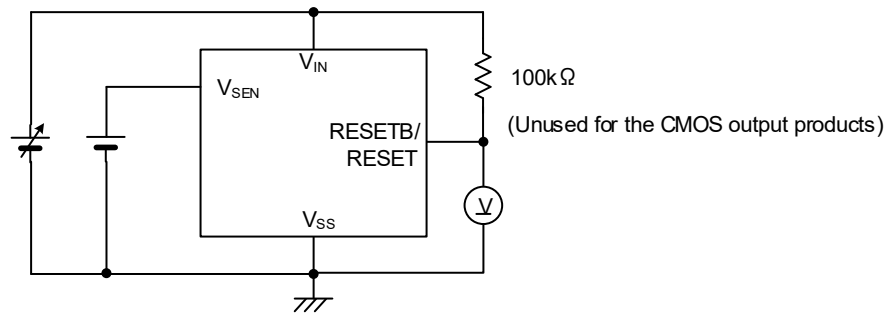 V_IN
V_SEN
100kΩ
(Unused for the CMOS output products)
RESETB/
RESET
V
V_SS